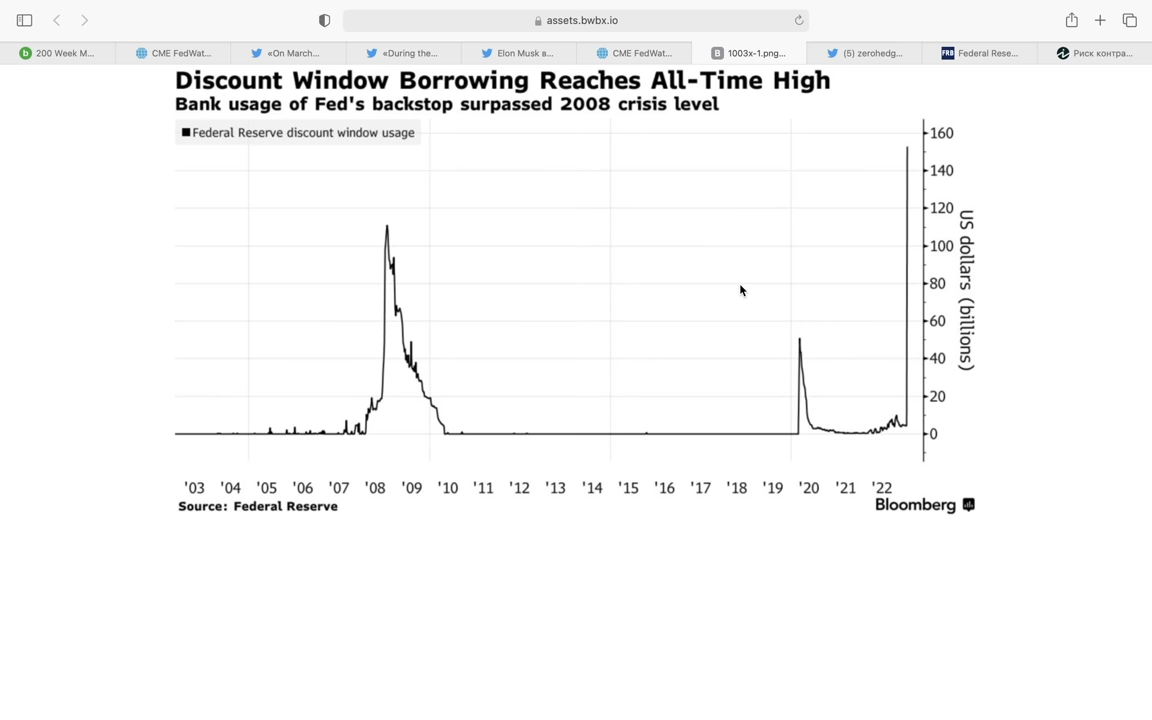 assets.bwbx.io
200 Week M...
CME FedWat...
«On March...
«During the...
Elon Musk в...
CME FedWat...
B
1003x-1.png...
(5) zerohedg...
FRB
Federal Rese...
Риск контра...
Discount Window Borrowing Reaches All-Time High
Bank usage of Fed's backstop surpassed 2008 crisis level
Federal Reserve discount window usage
160
140
120
100
80
60
40
20
0
US dollars (billions)
'03 '04 '05 '06 '07 '08 '09 '10 '11 '12 '13 '14 '15 '16 '17 '18 '19 '20 '21 '22
Source: Federal Reserve
Bloomberg